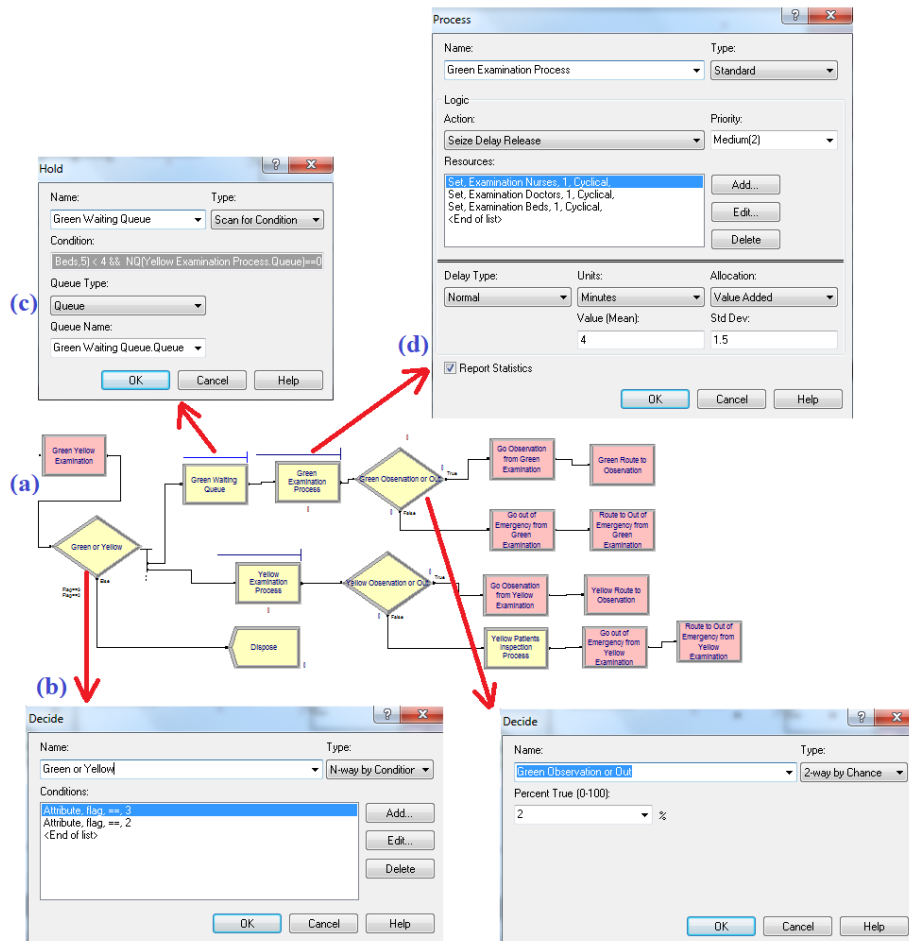 Process
Name:
Type:
Green Examination Process
Standard
Logic
Action:
Priority:
Seize Delay Release
Medium(2)
Resources:
Set, Examination Nurses, 1, Cyclical,
Set, Examination Doctors, 1, Cyclical,
Set, Examination Beds, 1, Cyclical,
<End of list>
Add...
Edit...
Delete
Delay Type:
Units:
Allocation:
Normal
Minutes
Value Added
Value (Mean):
Std Dev:
4
1.5
Report Statistics
OK
Cancel
Help
(d)
Hold
Name:
Type:
Green Waiting Queue
Scan for Condition
Condition:
Beds,5) < 4 && NQ(Yellow Examination Process.Queue)==0
Queue Type:
Queue
Queue Name:
Green Waiting Queue.Queue
OK
Cancel
Help
(c)
(a)
Green Yellow
Examination
Green or Yellow
Else
Green Waiting
Queue
Green
Examination
Process
Green Observation or Out
True
False
Go Observation
from Green
Examination
Green Route to
Observation
Go out of
Emergency from
Green
Examination
Route to Out of
Emergency from
Green
Examination
Yellow
Examination
Process
Yellow Observation or Out
True
False
Go Observation
from Yellow
Examination
Yellow Route to
Observation
Yellow Patients
Inspection
Process
Go out of
Emergency from
Yellow
Examination
Route to Out of
Emergency from
Yellow
Examination
Dispose
(b)
Decide
Name:
Type:
Green or Yellow
N-way by Condition
Conditions:
Attribute, flag, ==, 3
Attribute, flag, ==, 2
<End of list>
Add...
Edit...
Delete
OK
Cancel
Help
Decide
Name:
Type:
Green Observation or Out
2-way by Chance
Percent True (0-100):
2
%
OK
Cancel
Help